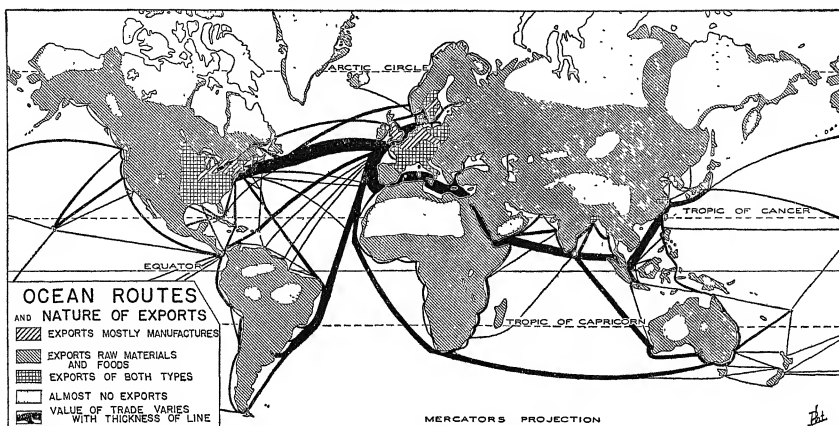 ARCTIC CIRCLE
TROPIC OF CANCER
EQUATOR
TROPIC OF CAPRICORN
OCEAN ROUTES
AND NATURE OF EXPORTS
EXPORTS MOSTLY MANUFACTURES
EXPORTS RAW MATERIALS
AND FOODS
EXPORTS OF BOTH TYPES
ALMOST NO EXPORTS
VALUE OF TRADE VARIES
WITH THICKNESS OF LINE
MERCATORS PROJECTION